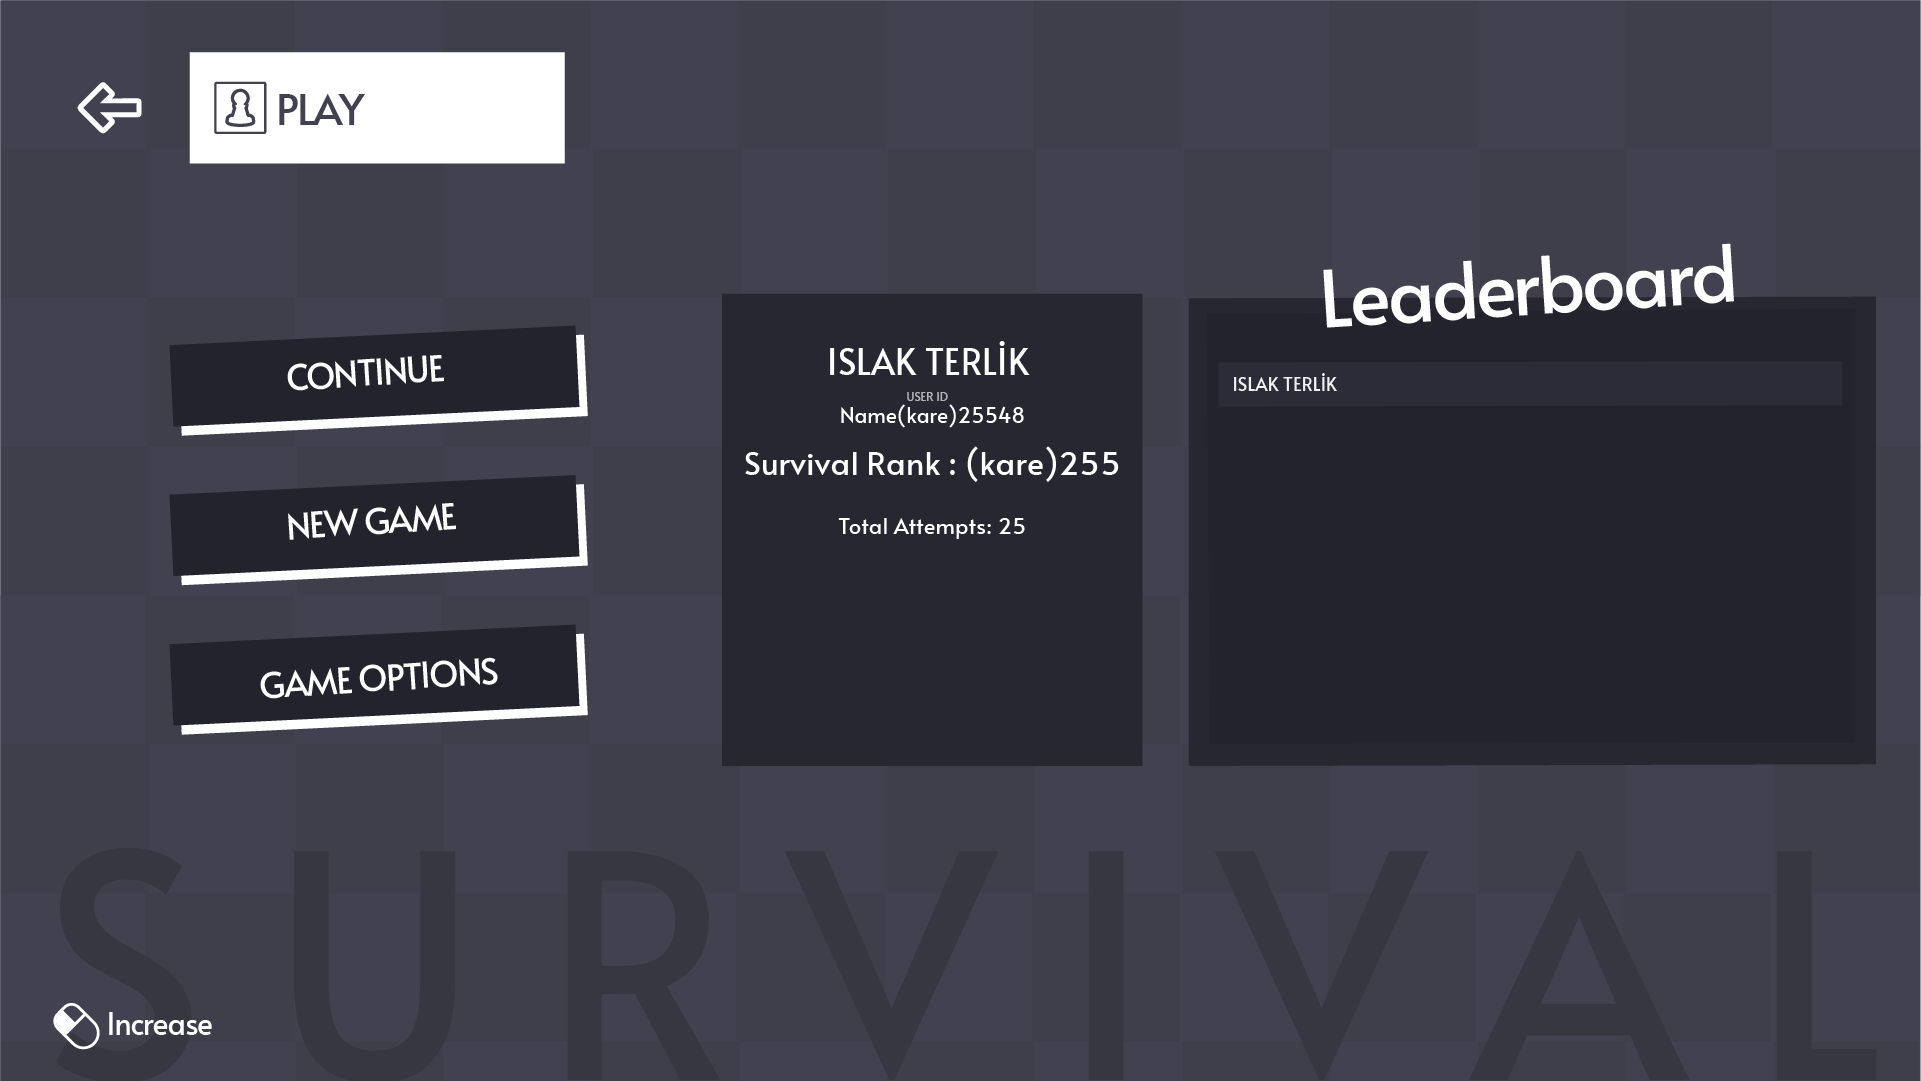 PLAY
CONTINUE
NEW GAME
GAME OPTIONS
ISLAK TERLİK
USER ID
Name(kare)25548
Survival Rank : (kare)255
Total Attempts: 25
Leaderboard
ISLAK TERLİK
SURVIVAL
Increase